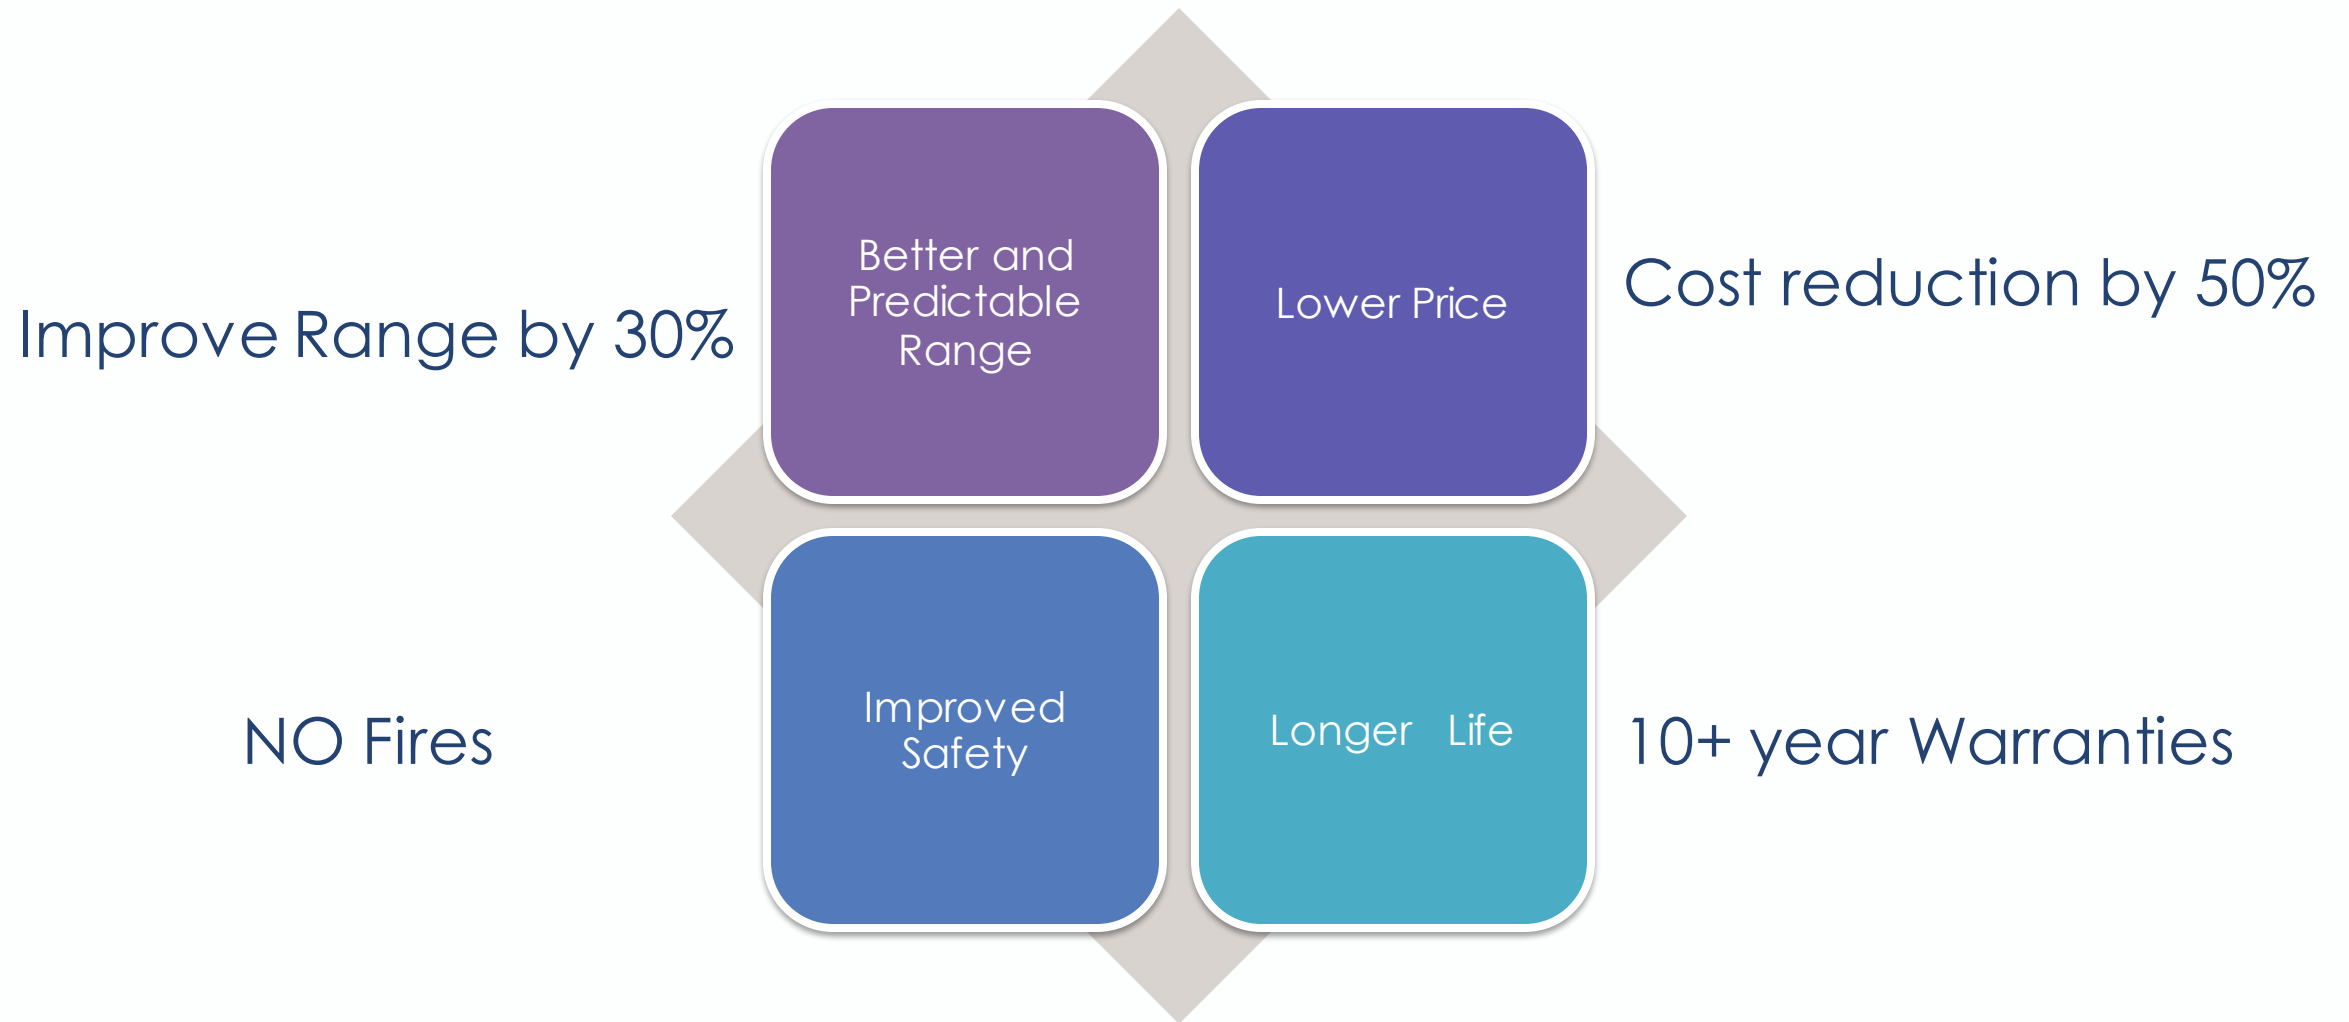 Improve Range by 30%
Better and
Predictable
Range
Lower Price
Cost reduction by 50%
NO Fires
Improved
Safety
Longer Life
10+ year Warranties